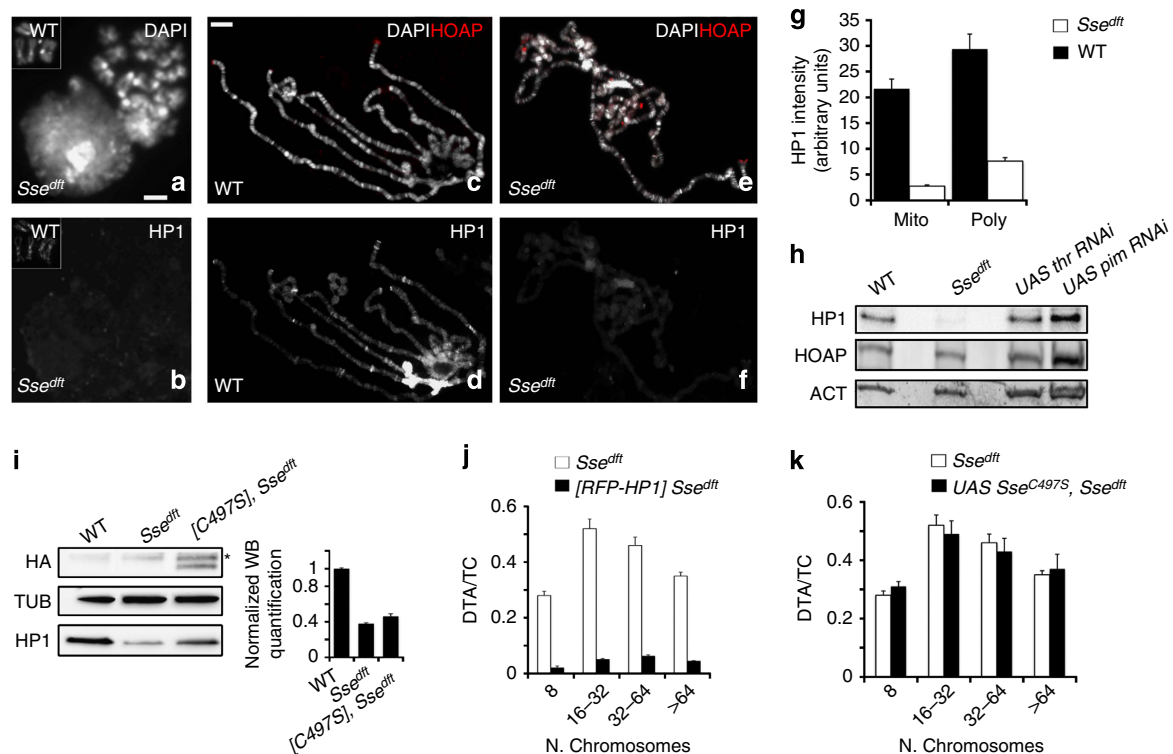 WT DAPI
Sse^dft a
WT HP1
Sse^dft b
DAPIHOAP
WT c
HP1
WT d
DAPIHOAP
Sse^dft e
HP1
Sse^dft f
g
Sse^dft
WT
HP1 intensity
(arbitrary units)
35
30
25
20
15
10
5
0
Mito Poly
h
WT Sse^dft UAS thr RNAi UAS pim RNAi
HP1
HOAP
ACT
i
WT Sse^dft [C497S], Sse^dft
HA *
TUB
HP1
Normalized WB
quantification
1
0.8
0.6
0.4
0.2
0
WT
Sse^dft
[C497S], Sse^dft
j
Sse^dft
[RFP-HP1] Sse^dft
DTA/TC
0.6
0.4
0.2
0
8 16–32 32–64 >64
N. Chromosomes
k
Sse^dft
UAS Sse^C497S, Sse^dft
DTA/TC
0.6
0.4
0.2
0
8 16–32 32–64 >64
N. Chromosomes